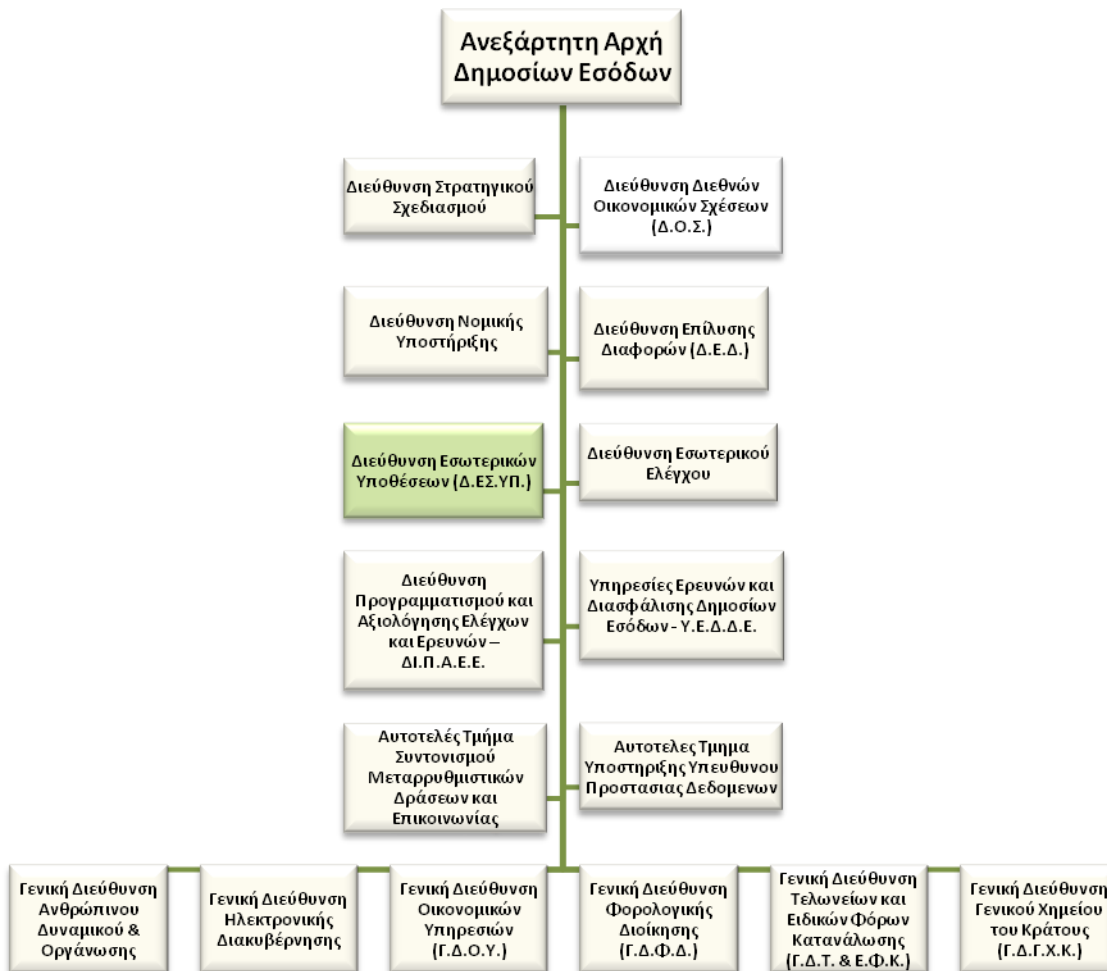 Ανεξάρτητη Αρχή
Δημοσίων Εσόδων
Διεύθυνση Στρατηγικού
Σχεδιασμού
Διεύθυνση Διεθνών
Οικονομικών Σχέσεων
(Δ.Ο.Σ.)
Διεύθυνση Νομικής
Υποστήριξης
Διεύθυνση Επίλυσης
Διαφορών (Δ.Ε.Δ.)
Διεύθυνση Εσωτερικών
Υποθέσεων (Δ.ΕΣ.ΥΠ.)
Διεύθυνση Εσωτερικού
Ελέγχου
Διεύθυνση
Προγραμματισμού και
Αξιολόγησης Ελέγχων
και Ερευνών –
ΔΙ.Π.Α.Ε.Ε.
Υπηρεσίες Ερευνών και
Διασφάλισης Δημοσίων
Εσόδων - Υ.Ε.Δ.Δ.Ε.
Αυτοτελές Τμήμα
Συντονισμού
Μεταρρυθμιστικών
Δράσεων και
Επικοινωνίας
Αυτοτελες Τμημα
Υποστηριξης Υπευθυνου
Προστασιας Δεδομενων
Γενική Διεύθυνση
Ανθρώπινου
Δυναμικού &
Οργάνωσης
Γενική Διεύθυνση
Ηλεκτρονικής
Διακυβέρνησης
Γενική Διεύθυνση
Οικονομικών
Υπηρεσιών
(Γ.Δ.Ο.Υ.)
Γενική Διεύθυνση
Φορολογικής
Διοίκησης
(Γ.Δ.Φ.Δ.)
Γενική Διεύθυνση
Τελωνείων και
Ειδικών Φόρων
Κατανάλωσης
(Γ.Δ.Τ. & Ε.Φ.Κ.)
Γενική Διεύθυνση
Γενικού Χημείου
του Κράτους
(Γ.Δ.Γ.Χ.Κ.)